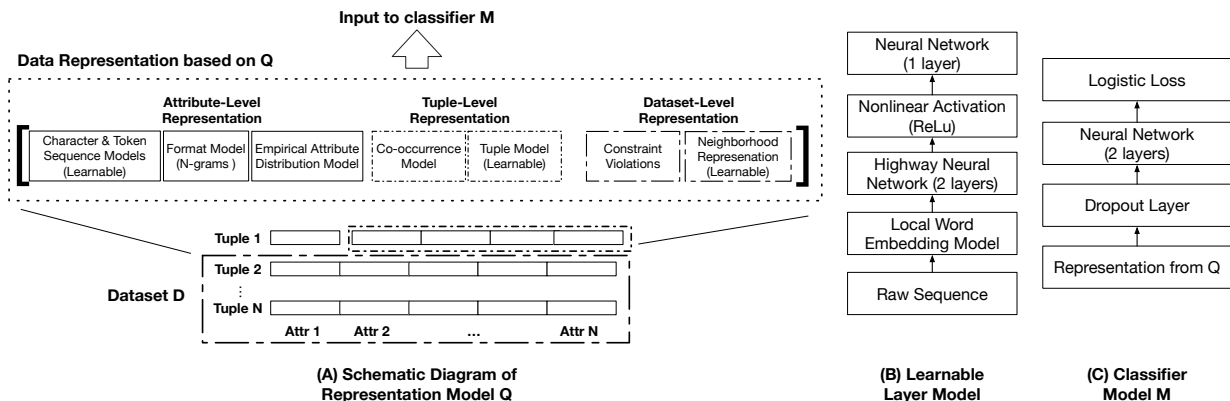 Input to classifier M
Data Representation based on Q
Attribute-Level
Representation
Tuple-Level
Representation
Dataset-Level
Representation
[
Character & Token
Sequence Models
(Learnable)
Format Model
(N-grams )
Empirical Attribute
Distribution Model
Co-occurrence
Model
Tuple Model
(Learnable)
Constraint
Violations
Neighborhood
Represenation
(Learnable)
]
Tuple 1
Dataset D
Tuple 2
⋮
Tuple N
Attr 1 Attr 2 ... Attr N
(A) Schematic Diagram of
Representation Model Q
Neural Network
(1 layer)
Nonlinear Activation
(ReLu)
Highway Neural
Network (2 layers)
Local Word
Embedding Model
Raw Sequence
(B) Learnable
Layer Model
Logistic Loss
Neural Network
(2 layers)
Dropout Layer
Representation from Q
(C) Classifier
Model M